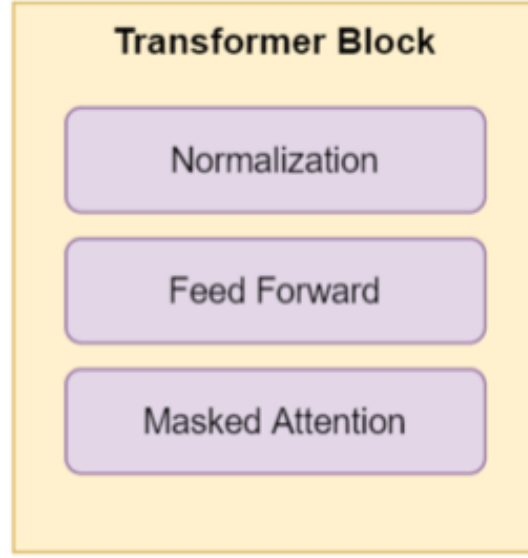 Transformer Block
Normalization
Feed Forward
Masked Attention